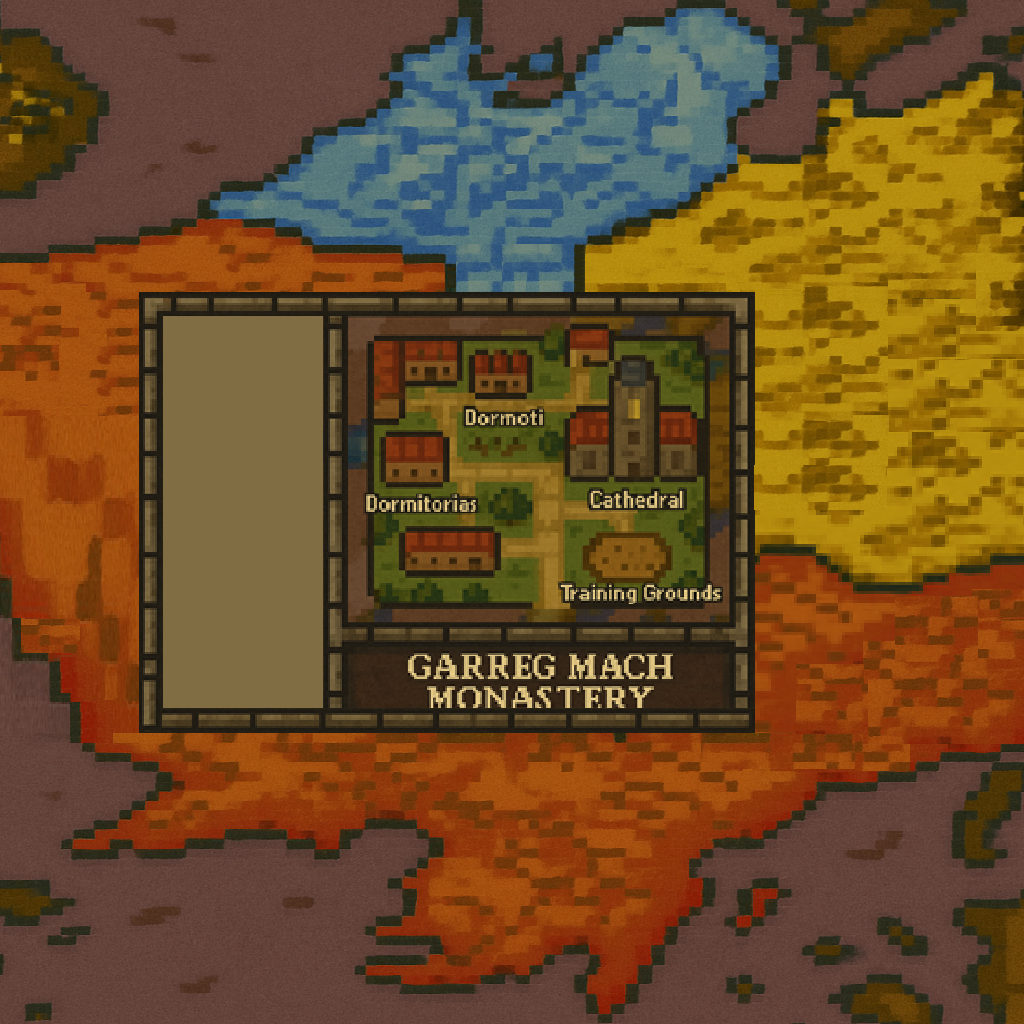 Dormoti
Dormitorias
Cathedral
Training Grounds
GARREG MACH
MONASTERY